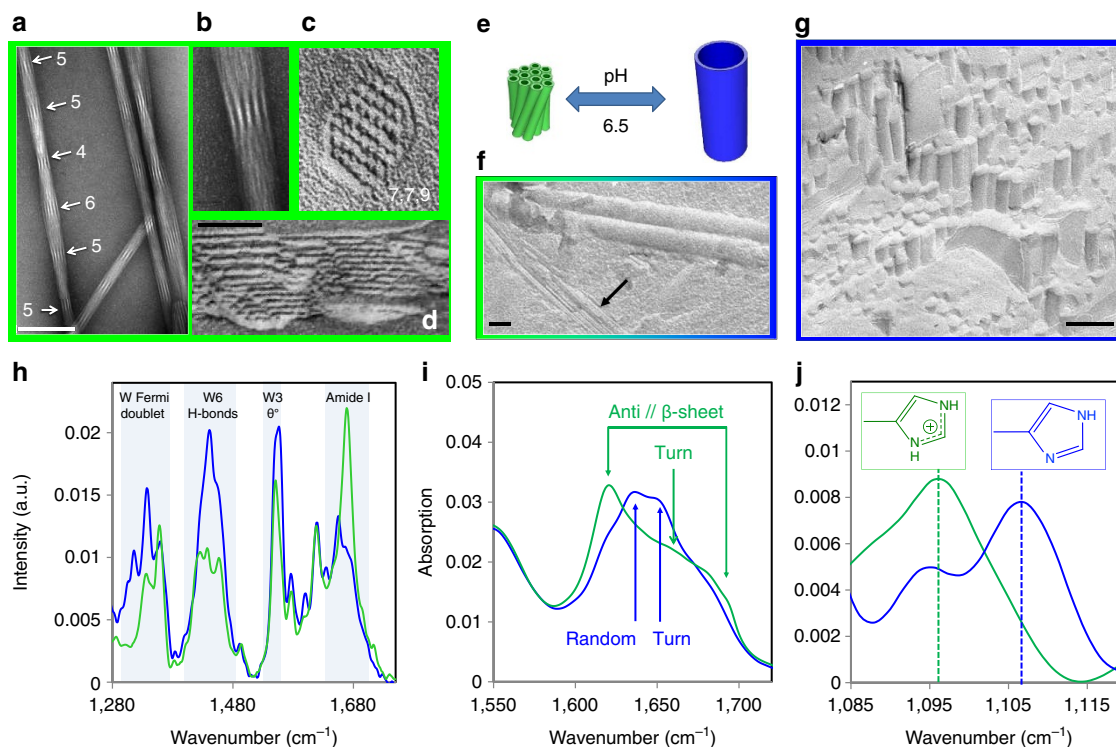 a
5
5
4
6
5
5
b
c
7.7.9
d
e
pH
6.5
f
g
h
W Fermi doublet
W6 H-bonds
W3 θ°
Amide I
0.02
0.015
0.01
0.005
0
Intensity (a.u.)
1,280 1,480 1,680
Wavenumber (cm⁻¹)
i
0.05
0.04
0.03
0.02
0.01
0
Absorption
Anti // β-sheet
Turn
Random
Turn
1,550 1,600 1,650 1,700
Wavenumber (cm⁻¹)
j
0.012
0.01
0.008
0.006
0.004
0.002
0
NH
⊕
N
H
NH
N
1,085 1,095 1,105 1,115
Wavenumber (cm⁻¹)